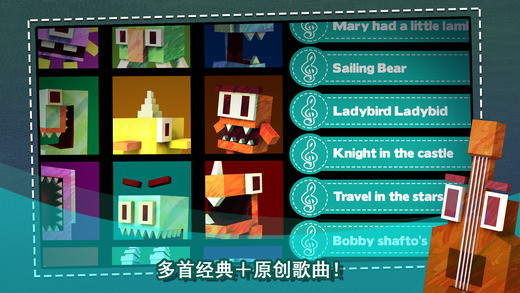 Mary had a little laml
Sailing Bear
Ladybird Ladybid
Knight in the castle
Travel in the stars
Bobby shafto's
多首经典＋原创歌曲！